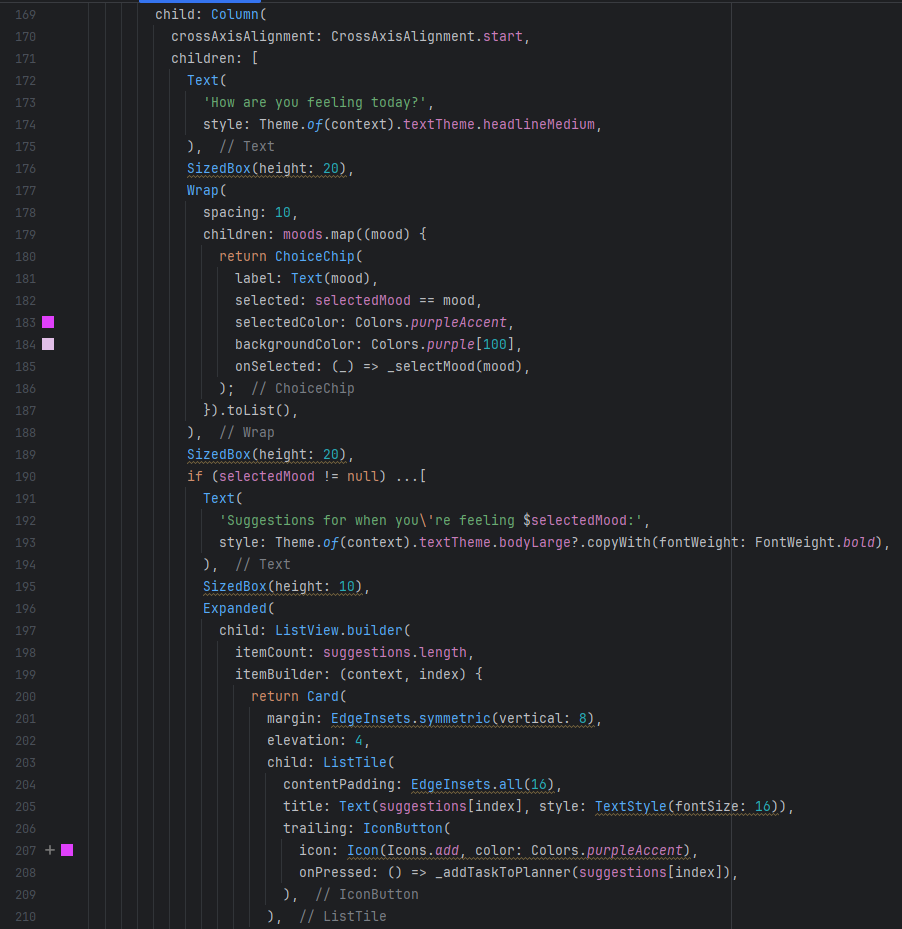 169 child: Column(
170 crossAxisAlignment: CrossAxisAlignment.start,
171 children: [
172 Text(
173 'How are you feeling today?',
174 style: Theme.of(context).textTheme.headlineMedium,
175 ), // Text
176 SizedBox(height: 20),
177 Wrap(
178 spacing: 10,
179 children: moods.map((mood) {
180 return ChoiceChip(
181 label: Text(mood),
182 selected: selectedMood == mood,
183 selectedColor: Colors.purpleAccent,
184 backgroundColor: Colors.purple[100],
185 onSelected: (_) => _selectMood(mood),
186 ); // ChoiceChip
187 }).toList(),
188 ), // Wrap
189 SizedBox(height: 20),
190 if (selectedMood != null) ...[
191 Text(
192 'Suggestions for when you\'re feeling $selectedMood:',
193 style: Theme.of(context).textTheme.bodyLarge?.copyWith(fontWeight: FontWeight.bold),
194 ), // Text
195 SizedBox(height: 10),
196 Expanded(
197 child: ListView.builder(
198 itemCount: suggestions.length,
199 itemBuilder: (context, index) {
200 return Card(
201 margin: EdgeInsets.symmetric(vertical: 8),
202 elevation: 4,
203 child: ListTile(
204 contentPadding: EdgeInsets.all(16),
205 title: Text(suggestions[index], style: TextStyle(fontSize: 16)),
206 trailing: IconButton(
207 icon: Icon(Icons.add, color: Colors.purpleAccent),
208 onPressed: () => _addTaskToPlanner(suggestions[index]),
209 ), // IconButton
210 ), // ListTile